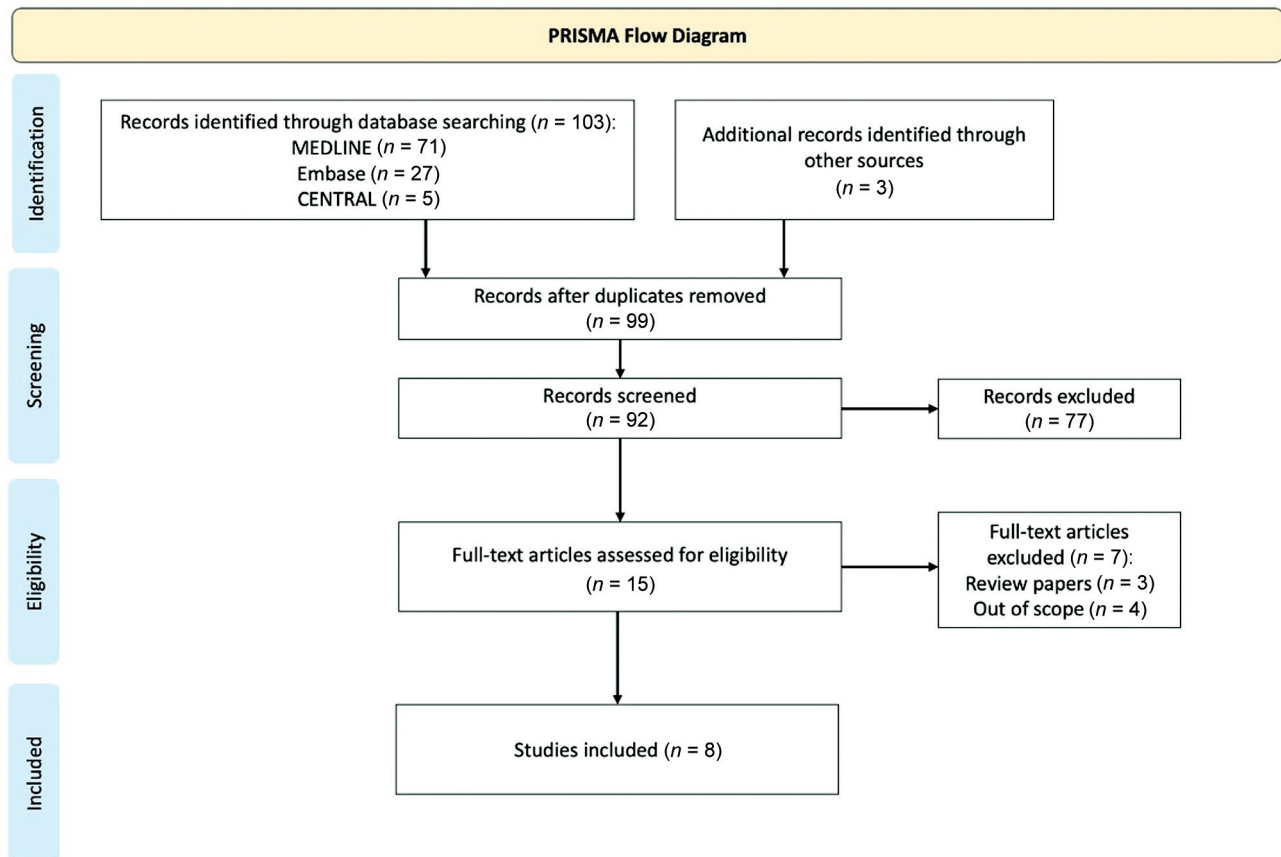 PRISMA Flow Diagram
Identification
Records identified through database searching (n = 103):
MEDLINE (n = 71)
Embase (n = 27)
CENTRAL (n = 5)
Additional records identified through
other sources
(n = 3)
Screening
Records after duplicates removed
(n = 99)
Records screened
(n = 92)
Records excluded
(n = 77)
Eligibility
Full-text articles assessed for eligibility
(n = 15)
Full-text articles
excluded (n = 7):
Review papers (n = 3)
Out of scope (n = 4)
Included
Studies included (n = 8)